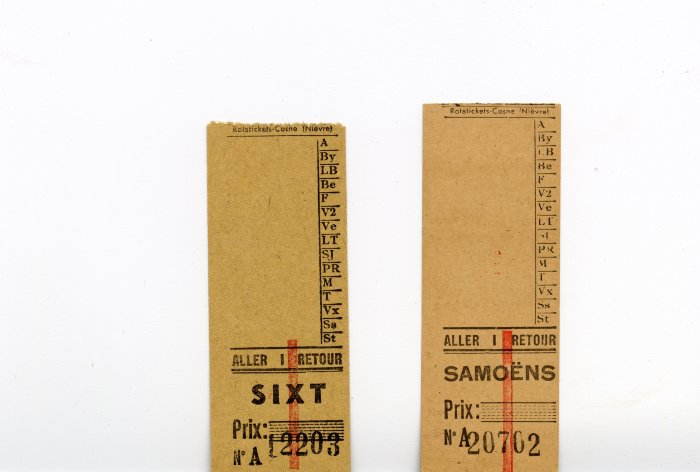 Rotatickets-Cosne (Nièvre)
A
By
LB
Be
F
V2
Ve
LT
SJ
PR
M
T
Vx
Ss
St
ALLER I RETOUR
SIXT
Prix:
N° A 12203
Rotatickets-Cosne (Nièvre)
A
By
LB
Be
F
V2
Ve
LT
PR
M
T
Vx
Ss
St
ALLER I RETOUR
SAMOËNS
Prix:
N° A 20702